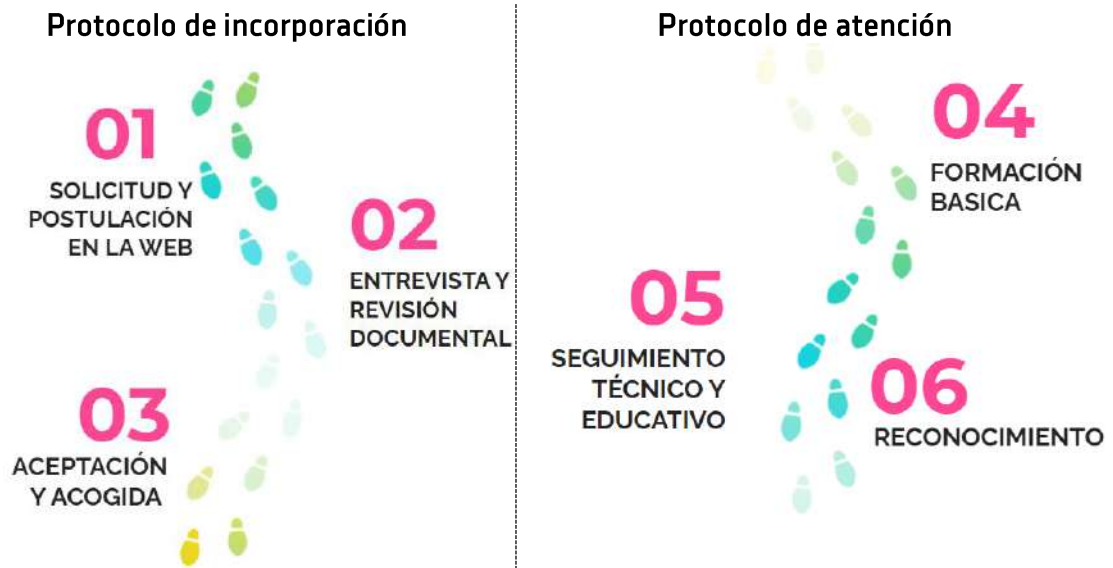 Protocolo de incorporación
01
SOLICITUD Y
POSTULACIÓN
EN LA WEB
02
ENTREVISTA Y
REVISIÓN
DOCUMENTAL
03
ACEPTACIÓN
Y ACOGIDA
Protocolo de atención
04
FORMACIÓN
BASICA
05
SEGUIMIENTO
TÉCNICO Y
EDUCATIVO
06
RECONOCIMIENTO